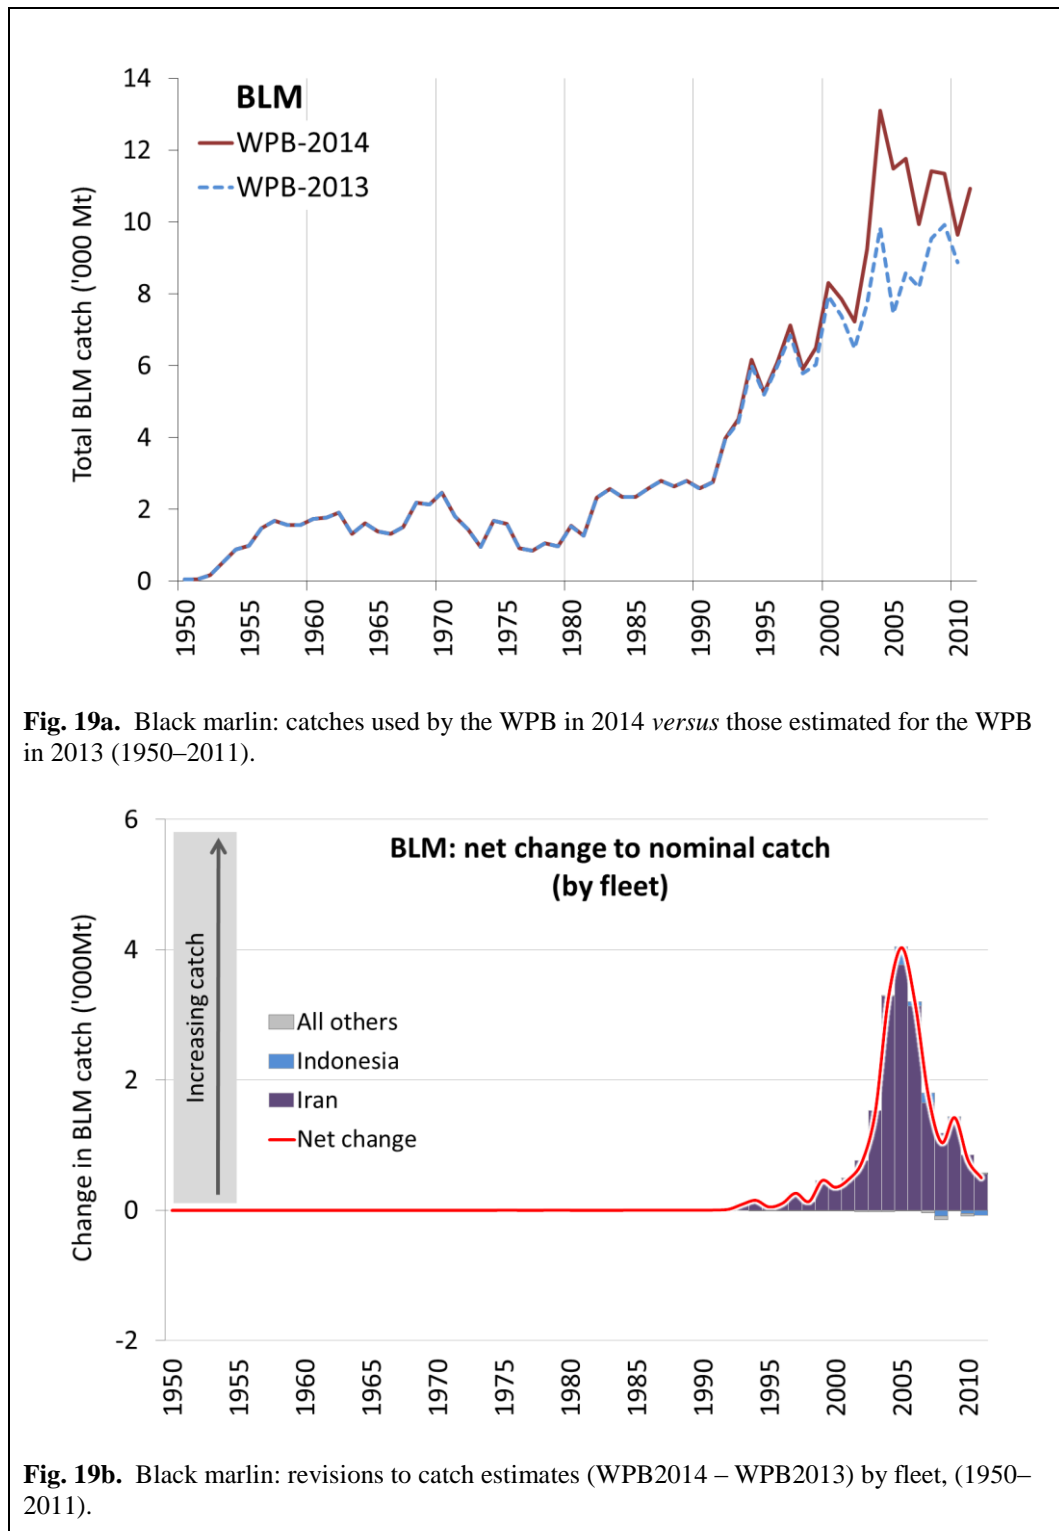 14
12
10
8
6
4
2
0
Total BLM catch ('000 Mt)
BLM
WPB-2014
WPB-2013
1950
1955
1960
1965
1970
1975
1980
1985
1990
1995
2000
2005
2010
Fig. 19a. Black marlin: catches used by the WPB in 2014 versus those estimated for the WPB
in 2013 (1950–2011).
6
4
2
0
-2
Change in BLM catch ('000Mt)
Increasing catch
BLM: net change to nominal catch
(by fleet)
All others
Indonesia
Iran
Net change
1950
1955
1960
1965
1970
1975
1980
1985
1990
1995
2000
2005
2010
Fig. 19b. Black marlin: revisions to catch estimates (WPB2014 – WPB2013) by fleet, (1950–
2011).